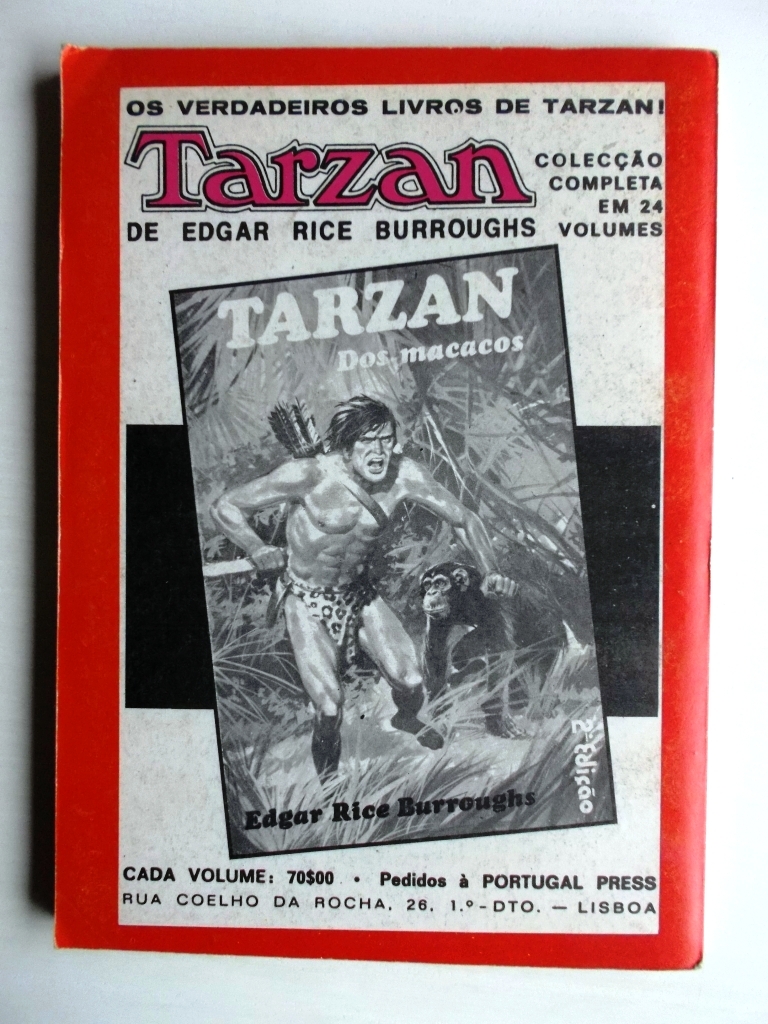 OS VERDADEIROS LIVROS DE TARZAN!
Tarzan
COLECÇÃO
COMPLETA
EM 24
VOLUMES
DE EDGAR RICE BURROUGHS
TARZAN
Dos macacos
2ª Edição
Edgar Rice Burroughs
CADA VOLUME: 70$00 • Pedidos à PORTUGAL PRESS
RUA COELHO DA ROCHA, 26, 1.º-DTO. — LISBOA